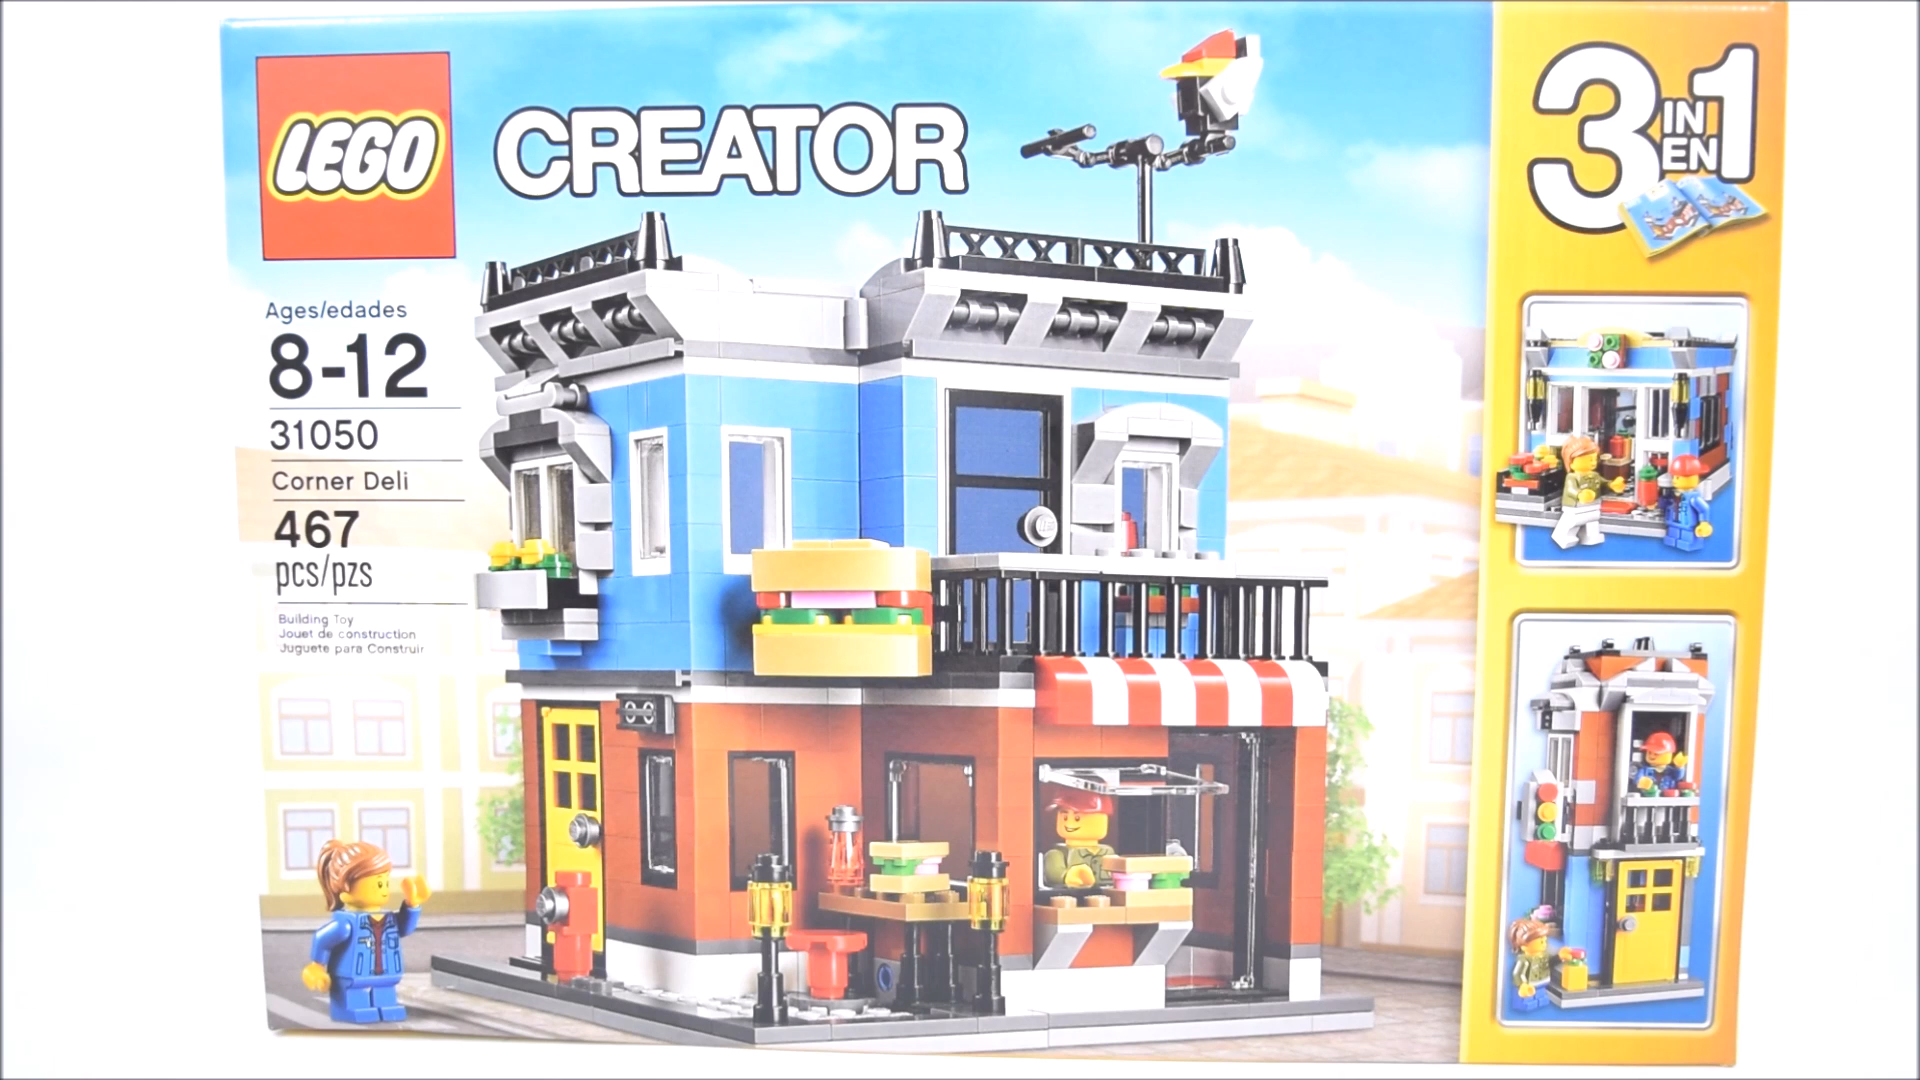 LEGO
CREATOR
3 IN 1
EN
Ages/edades
8-12
31050
Corner Deli
467
pcs/pzs
Building Toy
Jouet de construction
Juguete para Construir